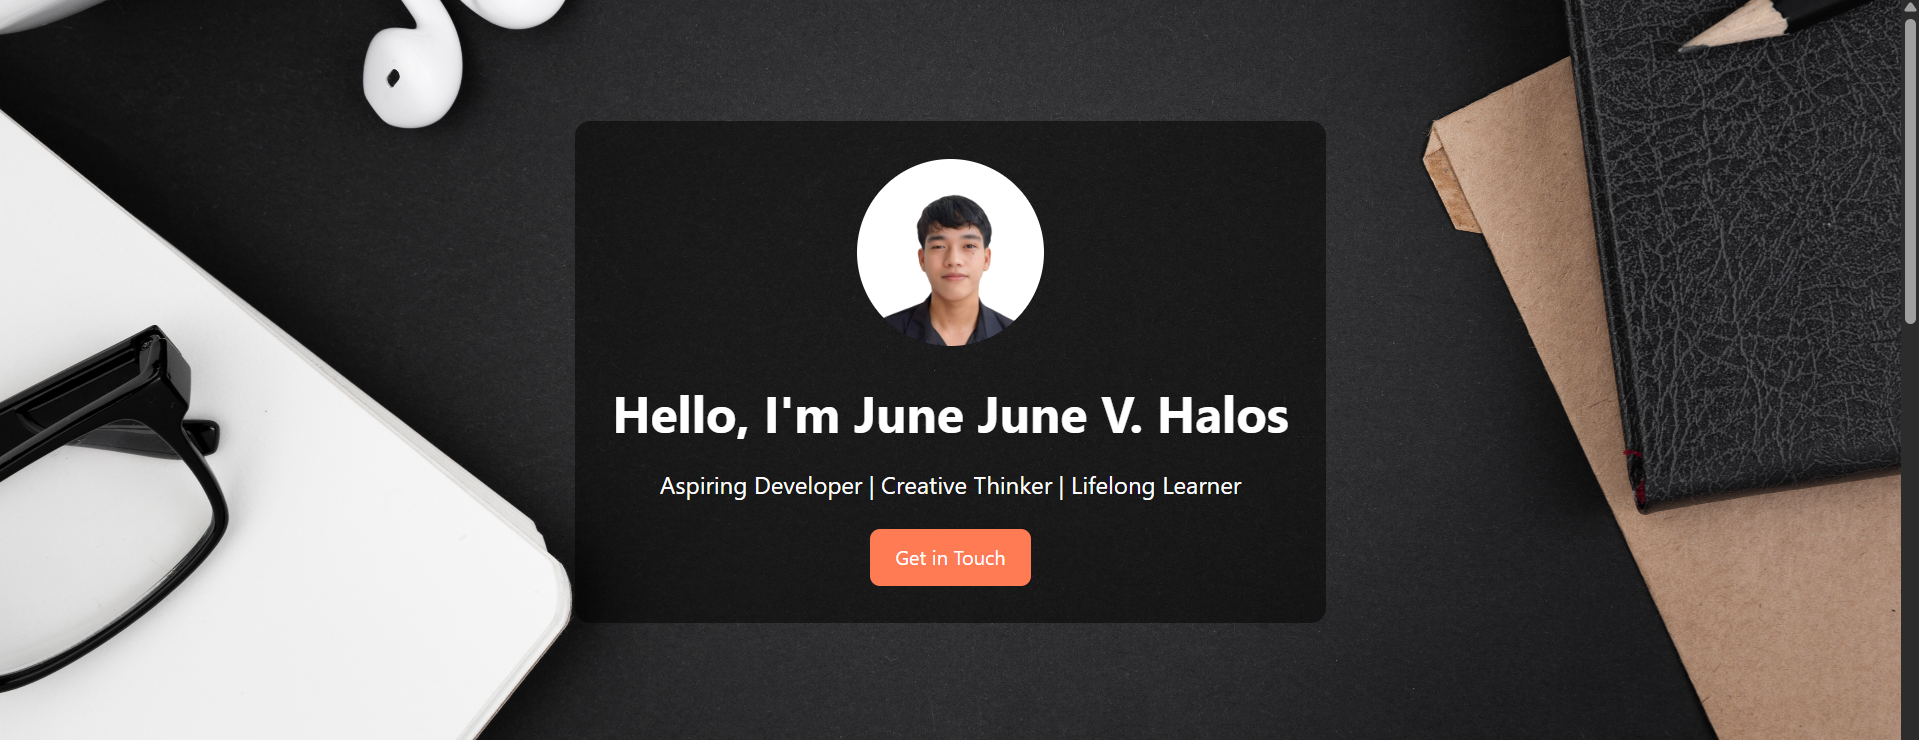 Hello, I'm June June V. Halos
Aspiring Developer | Creative Thinker | Lifelong Learner
Get in Touch